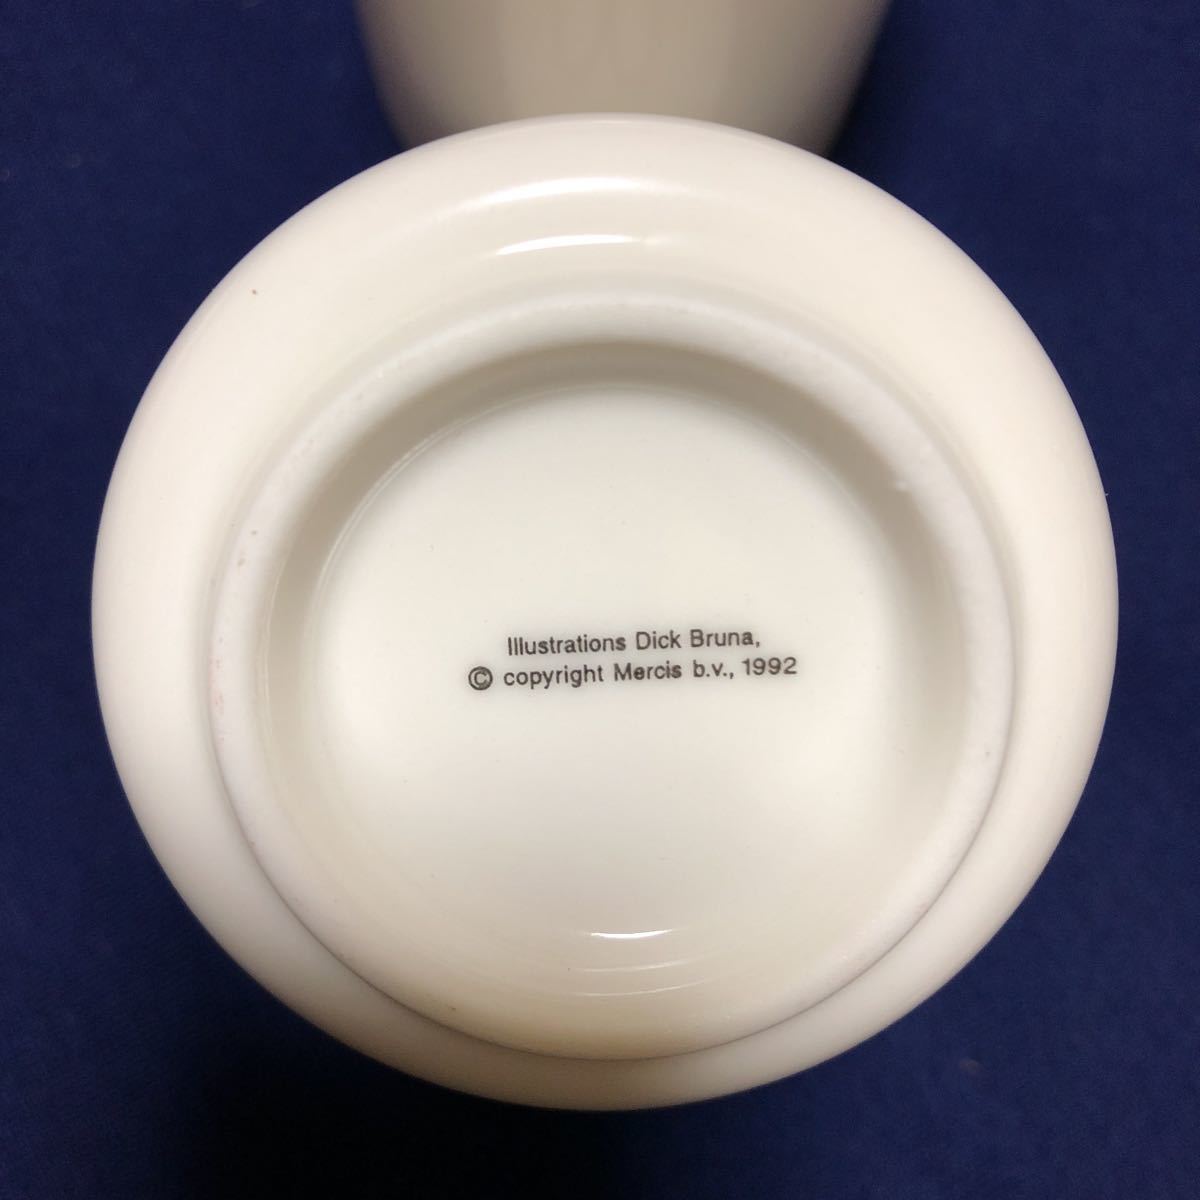 Illustrations Dick Bruna,
© copyright Mercis b.v., 1992